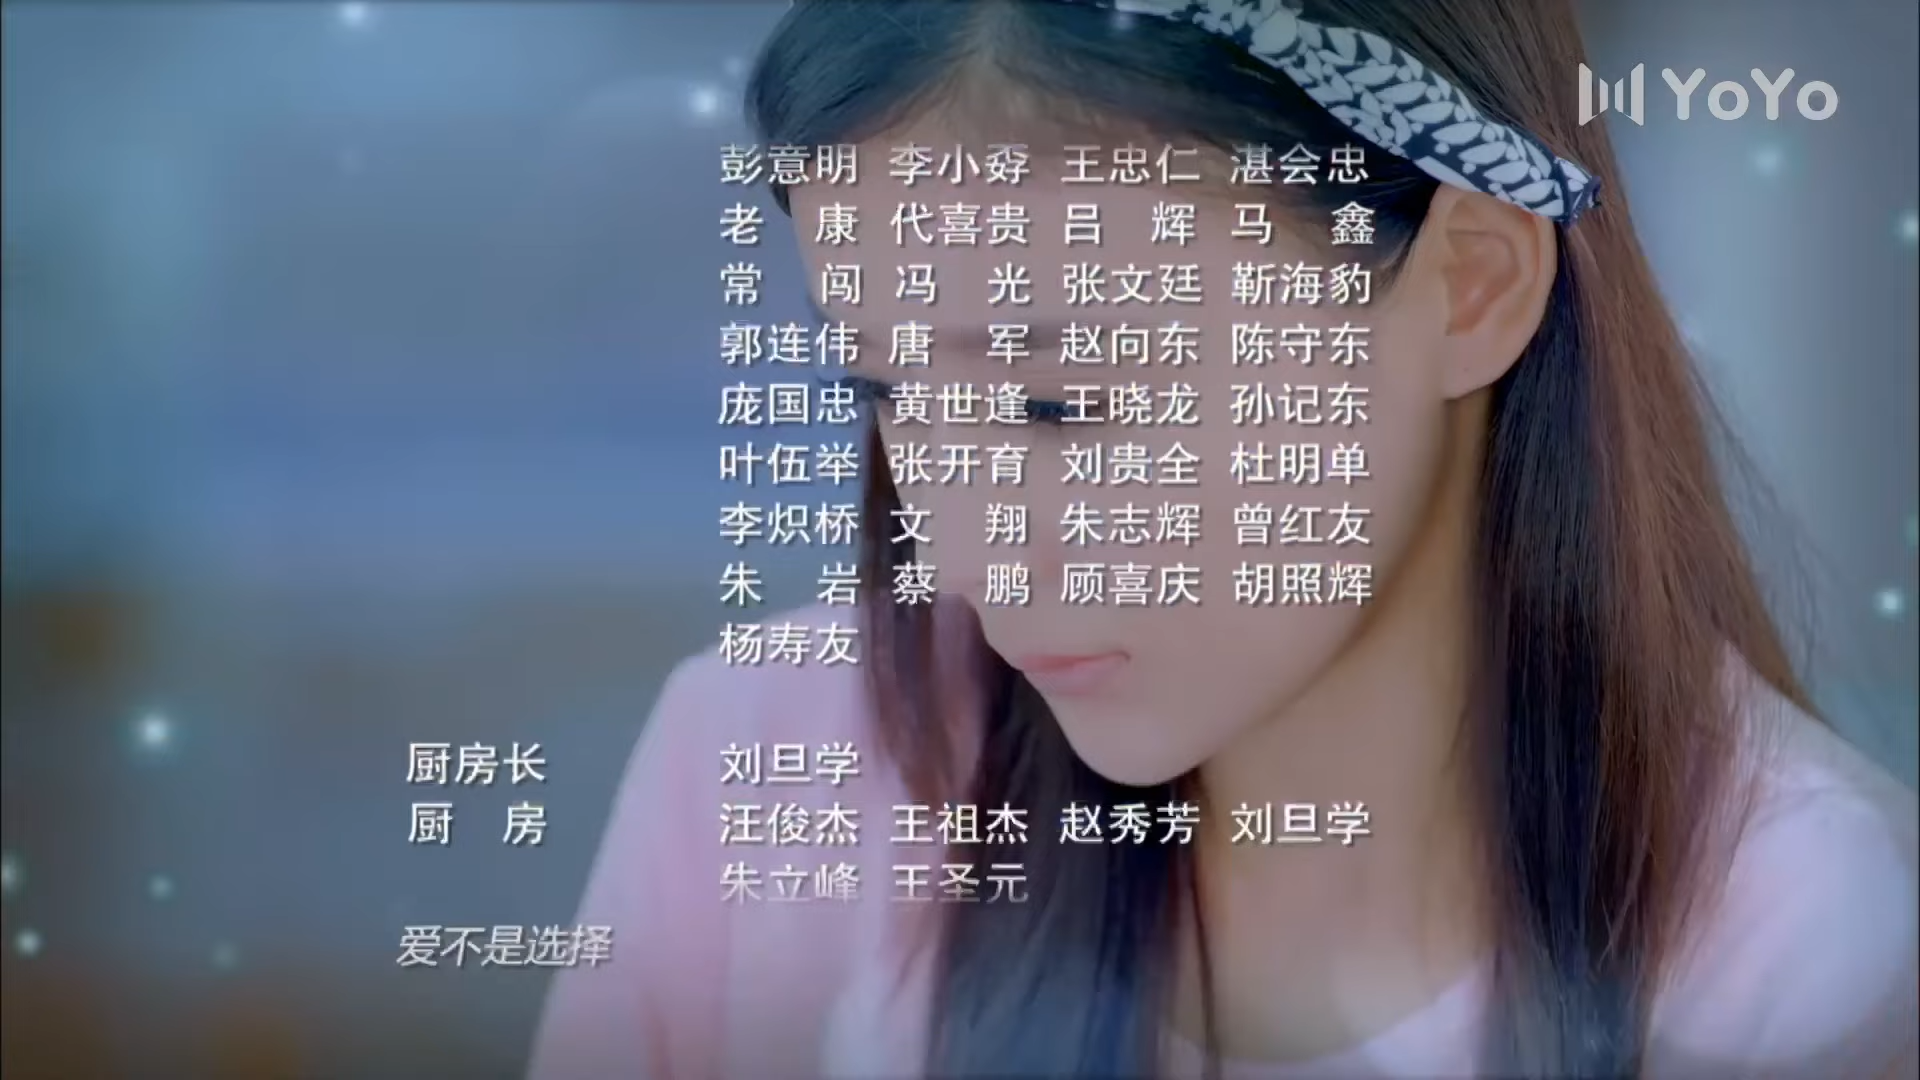 YoYo
彭意明 李小孬 王忠仁 湛会忠
老 康 代喜贵 吕 辉 马 鑫
常 闯 冯 光 张文廷 靳海豹
郭连伟 唐 军 赵向东 陈守东
庞国忠 黄世逢 王晓龙 孙记东
叶伍举 张开育 刘贵全 杜明单
李炽桥 文 翔 朱志辉 曾红友
朱 岩 蔡 鹏 顾喜庆 胡照辉
杨寿友
厨房长 刘旦学
厨 房 汪俊杰 王祖杰 赵秀芳 刘旦学
朱立峰 王圣元
爱不是选择